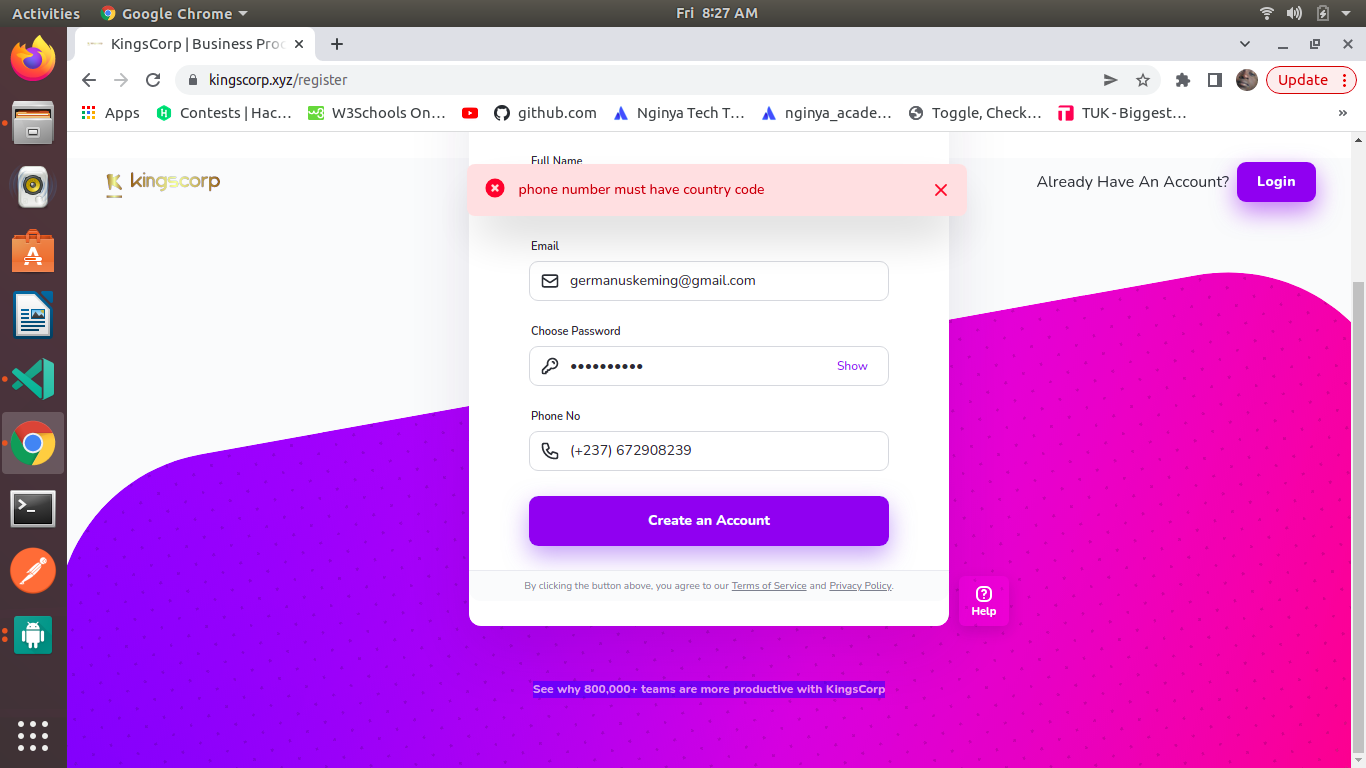 Activities
Google Chrome
Fri 8:27 AM
KingsCorp | Business Proc
kingscorp.xyz/register
Update
Apps
Contests | Hac…
W3Schools On…
github.com
Nginya Tech T…
nginya_acade…
Toggle, Check…
TUK - Biggest…
»
kingscorp
Already Have An Account?
Login
Full Name
phone number must have country code
Email
germanuskeming@gmail.com
Choose Password
••••••••••
Show
Phone No
(+237) 672908239
Create an Account
By clicking the button above, you agree to our Terms of Service and Privacy Policy.
Help
See why 800,000+ teams are more productive with KingsCorp